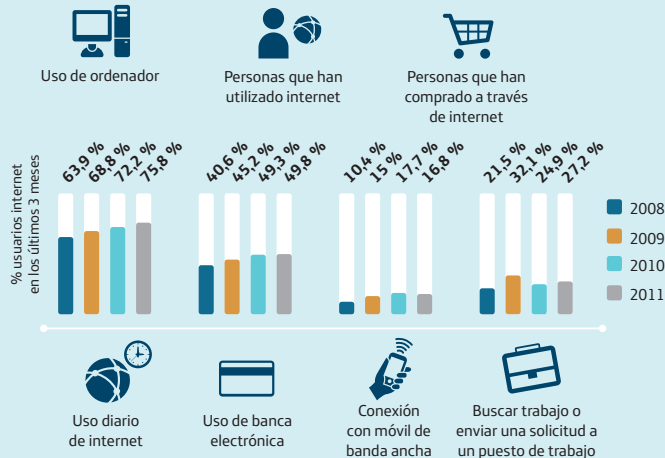 Uso de ordenador
Personas que han
utilizado internet
Personas que han
comprado a través
de internet
% usuarios internet
en los últimos 3 meses
63,9 %
68,8 %
72,2 %
75,8 %
40,6 %
45,2 %
49,3 %
49,8 %
10,4 %
15 %
17,7 %
16,8 %
21,5 %
32,1 %
24,9 %
27,2 %
2008
2009
2010
2011
Uso diario
de internet
Uso de banca
electrónica
Conexión
con móvil de
banda ancha
Buscar trabajo o
enviar una solicitud a
un puesto de trabajo